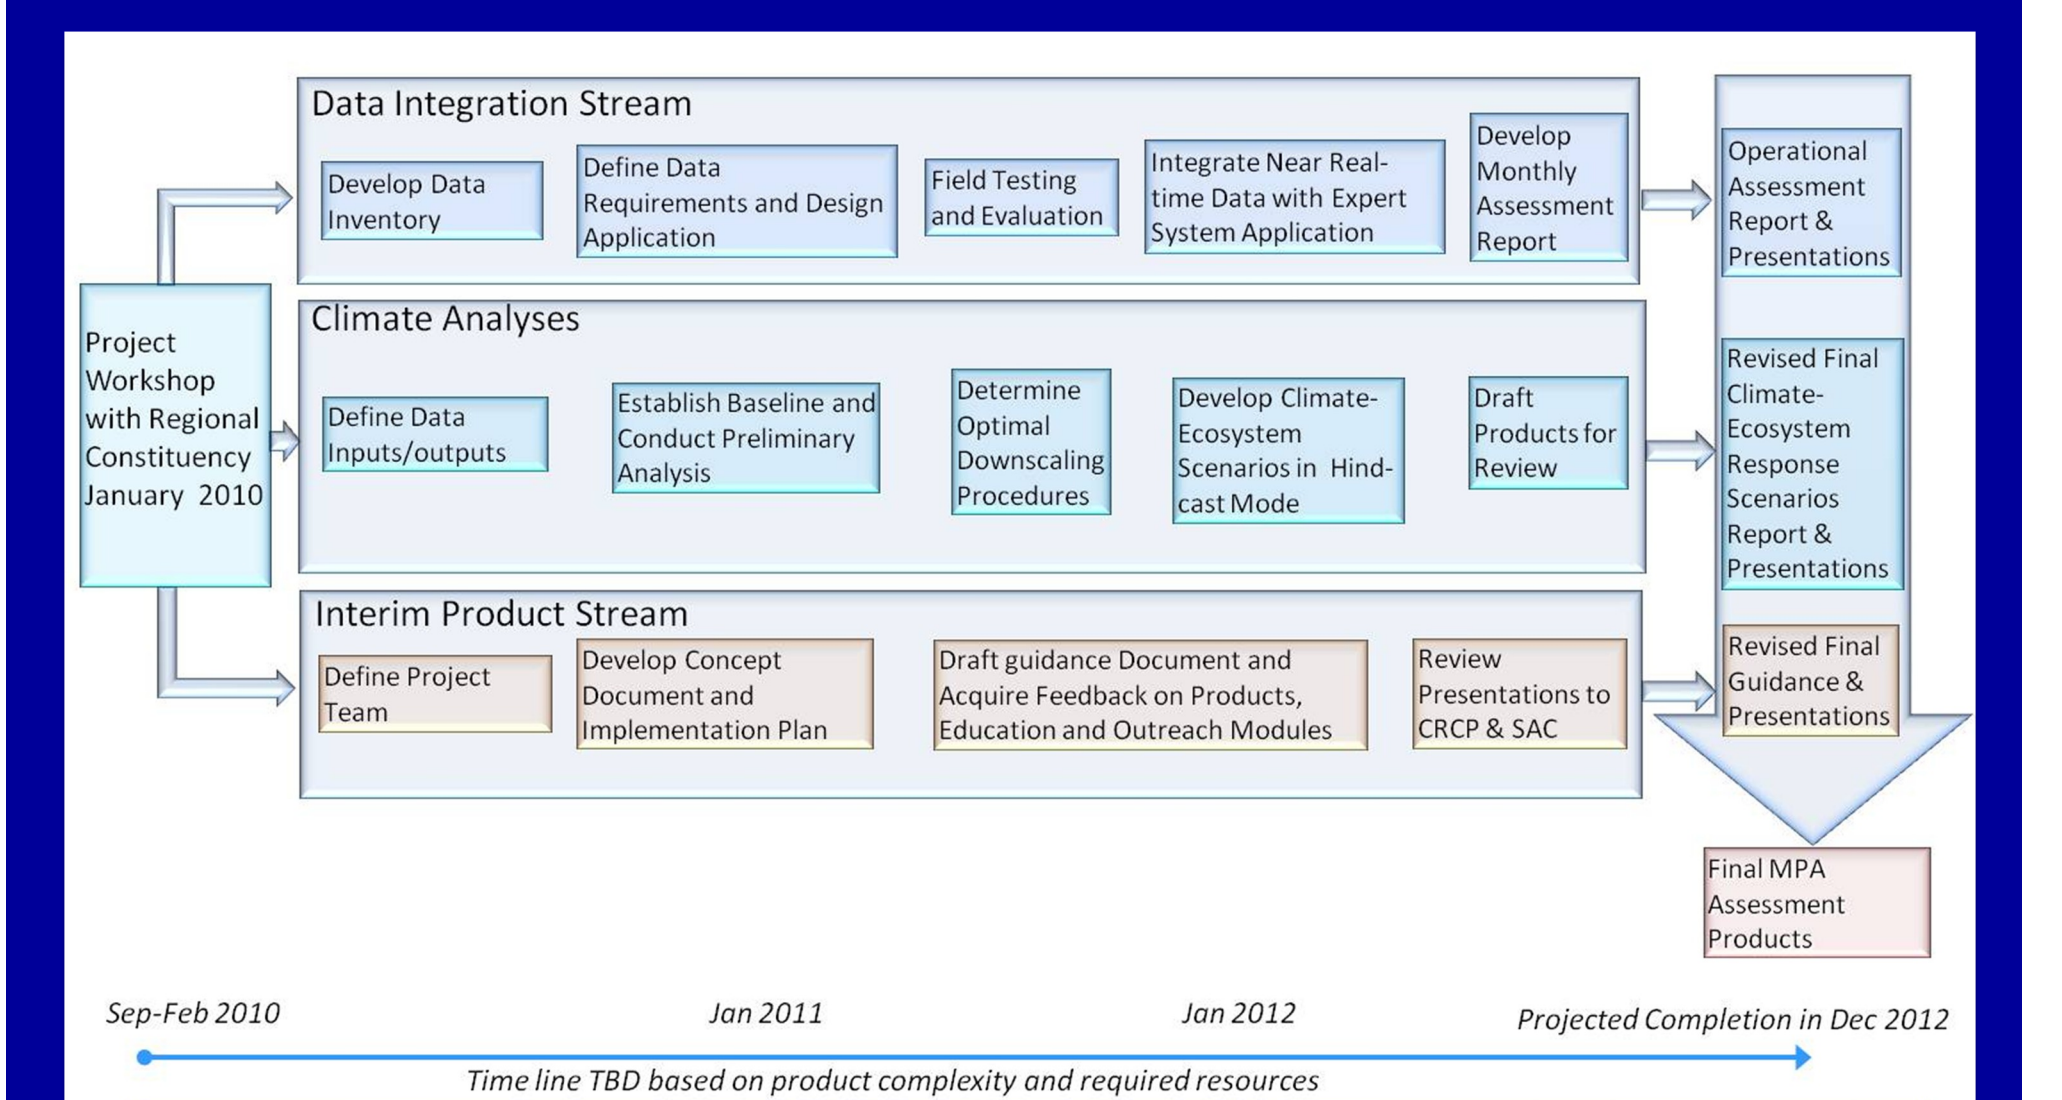 Data Integration Stream
Develop Data
Inventory
Define Data
Requirements and Design
Application
Field Testing
and Evaluation
Integrate Near Real-
time Data with Expert
System Application
Develop
Monthly
Assessment
Report
Operational
Assessment
Report &
Presentations
Project
Workshop
with Regional
Constituency
January 2010
Climate Analyses
Define Data
Inputs/outputs
Establish Baseline and
Conduct Preliminary
Analysis
Determine
Optimal
Downscaling
Procedures
Develop Climate-
Ecosystem
Scenarios in Hind-
cast Mode
Draft
Products for
Review
Revised Final
Climate-
Ecosystem
Response
Scenarios
Report &
Presentations
Interim Product Stream
Define Project
Team
Develop Concept
Document and
Implementation Plan
Draft guidance Document and
Acquire Feedback on Products,
Education and Outreach Modules
Review
Presentations to
CRCP & SAC
Revised Final
Guidance &
Presentations
Final MPA
Assessment
Products
Sep-Feb 2010
Jan 2011
Jan 2012
Projected Completion in Dec 2012
Time line TBD based on product complexity and required resources